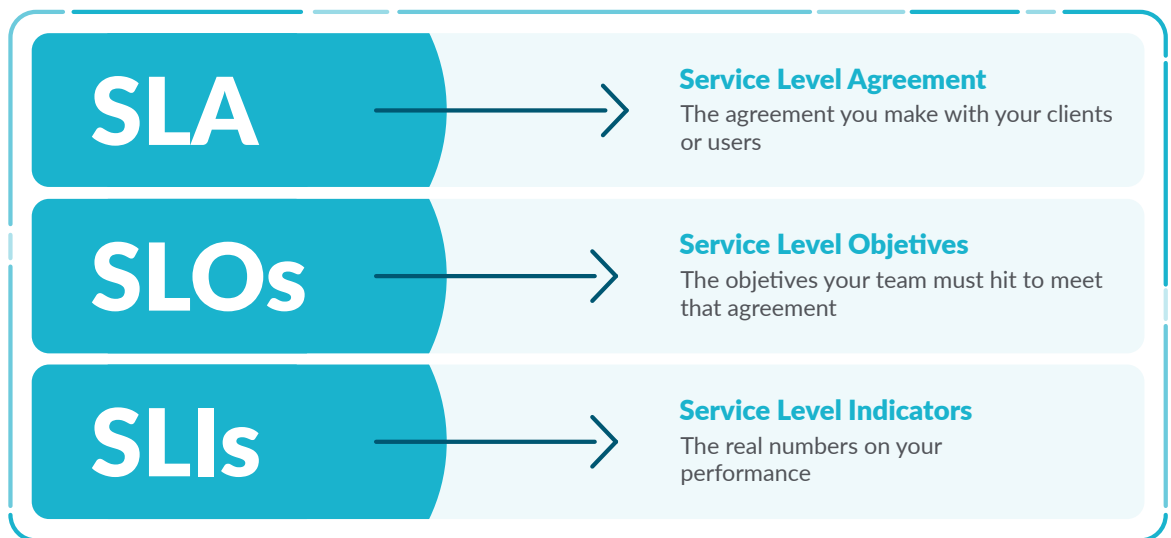 SLA
Service Level Agreement
The agreement you make with your clients
or users
SLOs
Service Level Objetives
The objetives your team must hit to meet
that agreement
SLIs
Service Level Indicators
The real numbers on your
performance